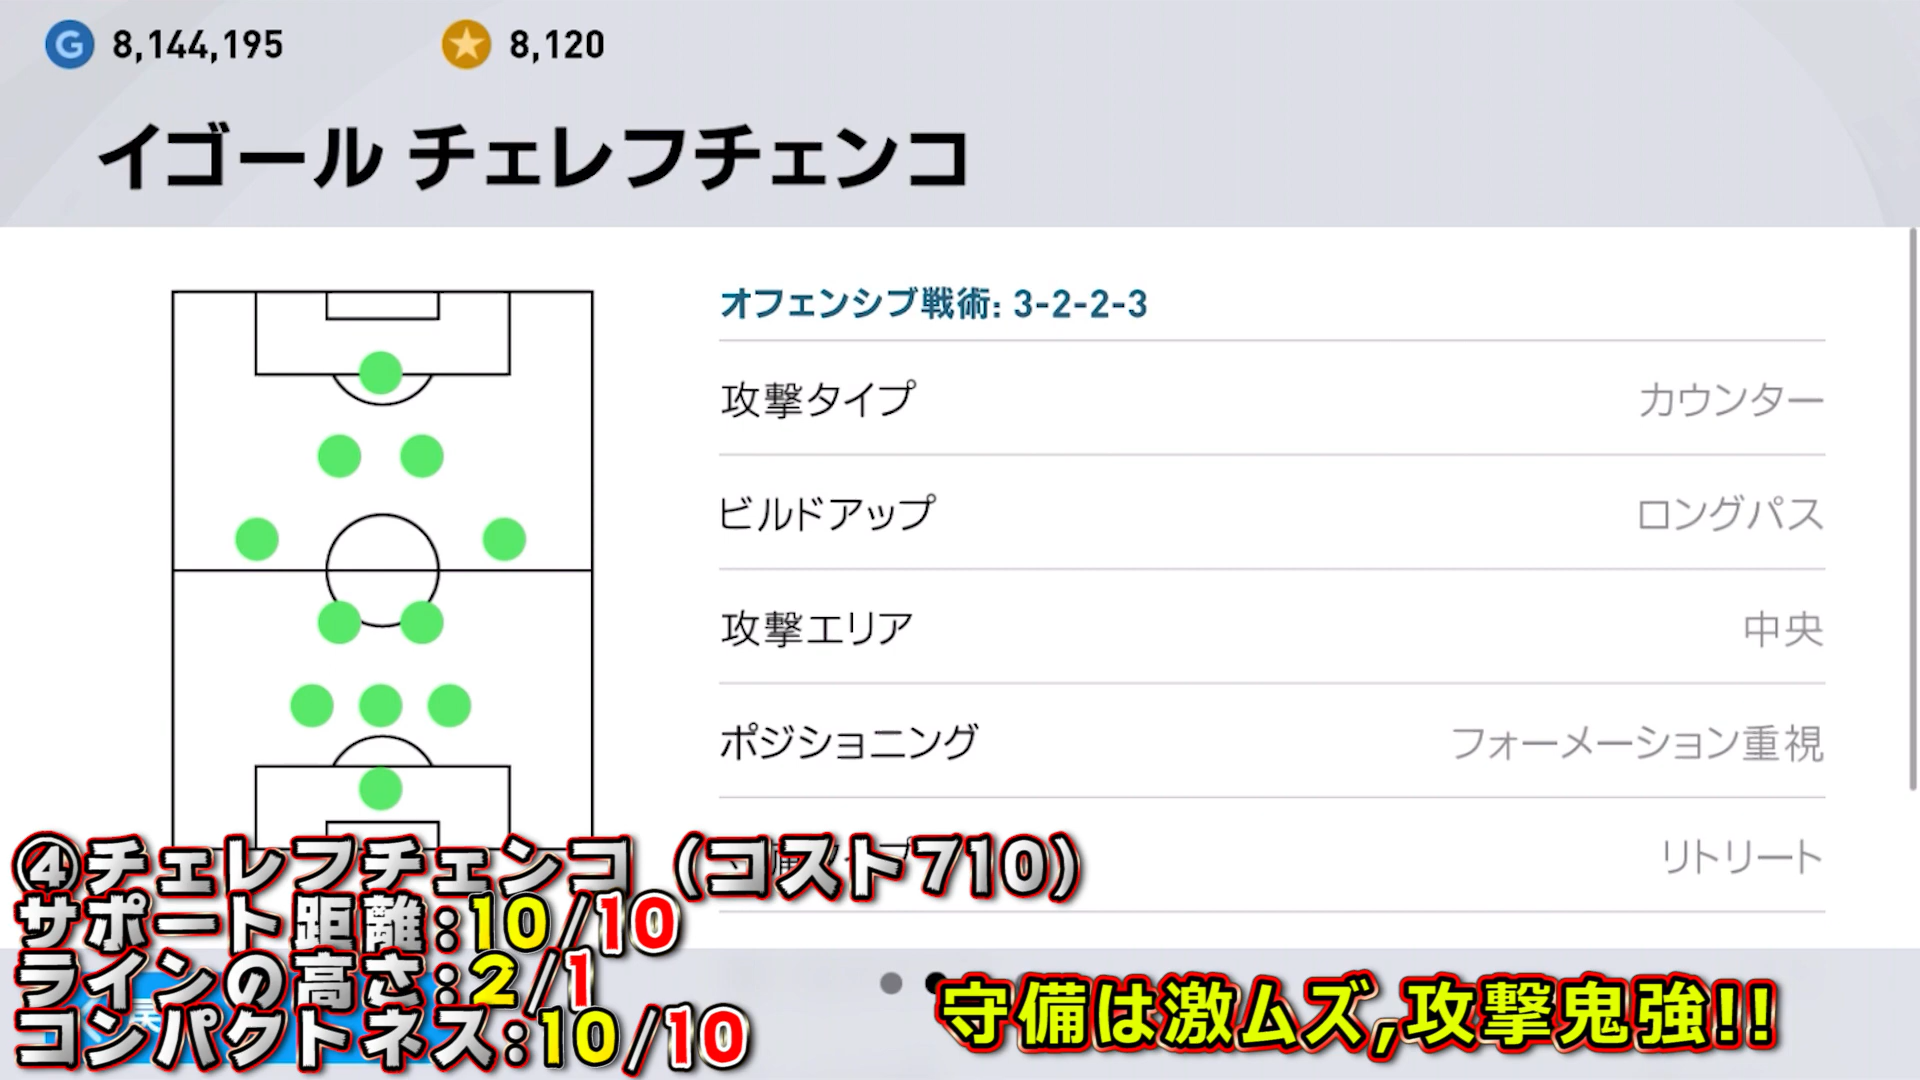 8,144,195
8,120
イゴール チェレフチェンコ
オフェンシブ戦術: 3-2-2-3
攻撃タイプ
カウンター
ビルドアップ
ロングパス
攻撃エリア
中央
ポジショニング
フォーメーション重視
リトリート
④チェレフチェンコ（コスト710）
サポート距離:10/10
ラインの高さ:2/1
コンパクトネス:10/10
守備は激ムズ,攻撃鬼強!!